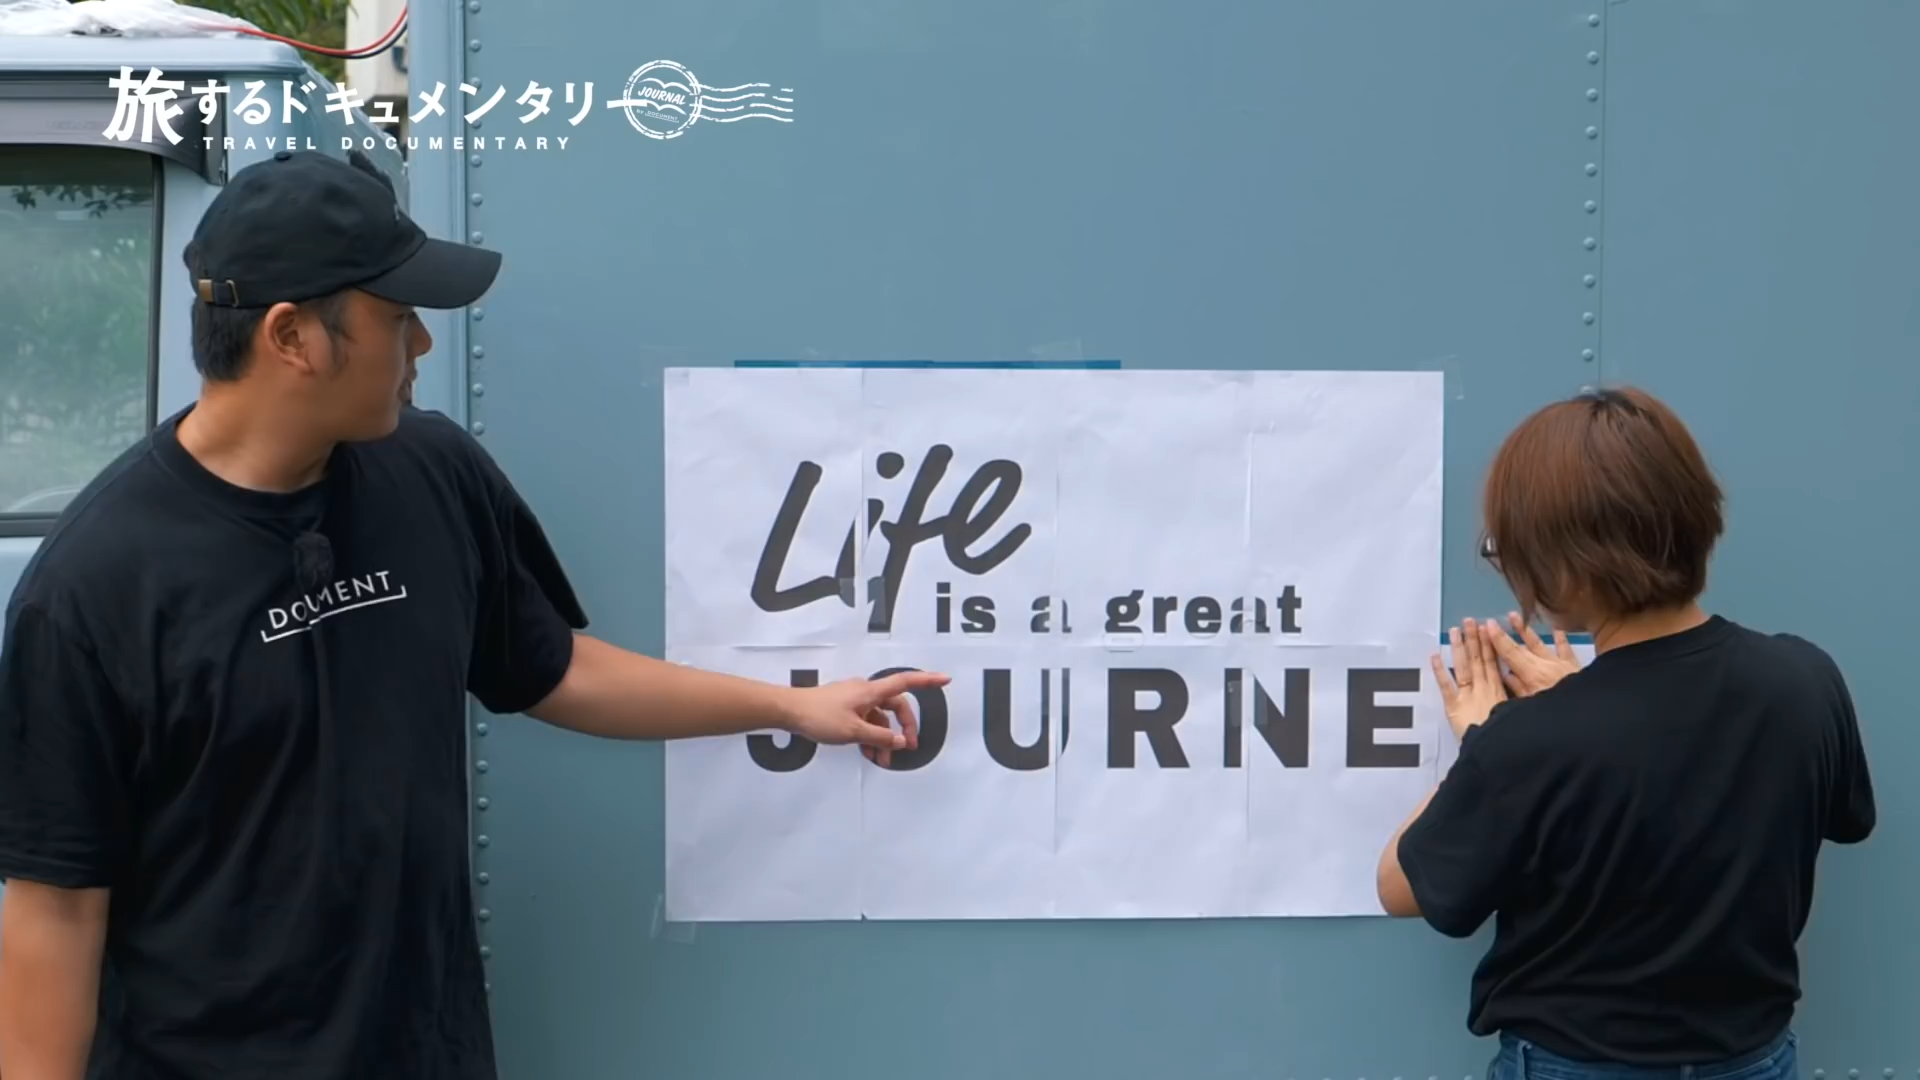 旅するドキュメンタリー
JOURNAL
TRAVEL DOCUMENTARY
DOCUMENT
Life
is a great
JOURNE